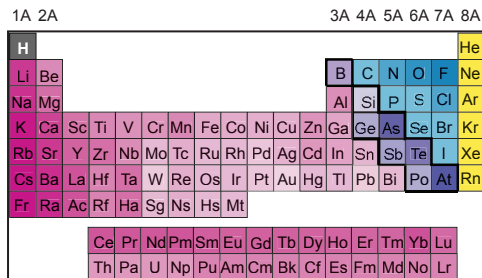 1A 2A 3A 4A 5A 6A 7A 8A
H He
Li Be B C N O F Ne
Na Mg Al Si P S Cl Ar
K Ca Sc Ti V Cr Mn Fe Co Ni Cu Zn Ga Ge As Se Br Kr
Rb Sr Y Zr Nb Mo Tc Ru Rh Pd Ag Cd In Sn Sb Te I Xe
Cs Ba La Hf Ta W Re Os Ir Pt Au Hg Tl Pb Bi Po At Rn
Fr Ra Ac Rf Ha Sg Ns Hs Mt
Ce Pr Nd Pm Sm Eu Gd Tb Dy Ho Er Tm Yb Lu
Th Pa U Np Pu Am Cm Bk Cf Es Fm Md No Lr